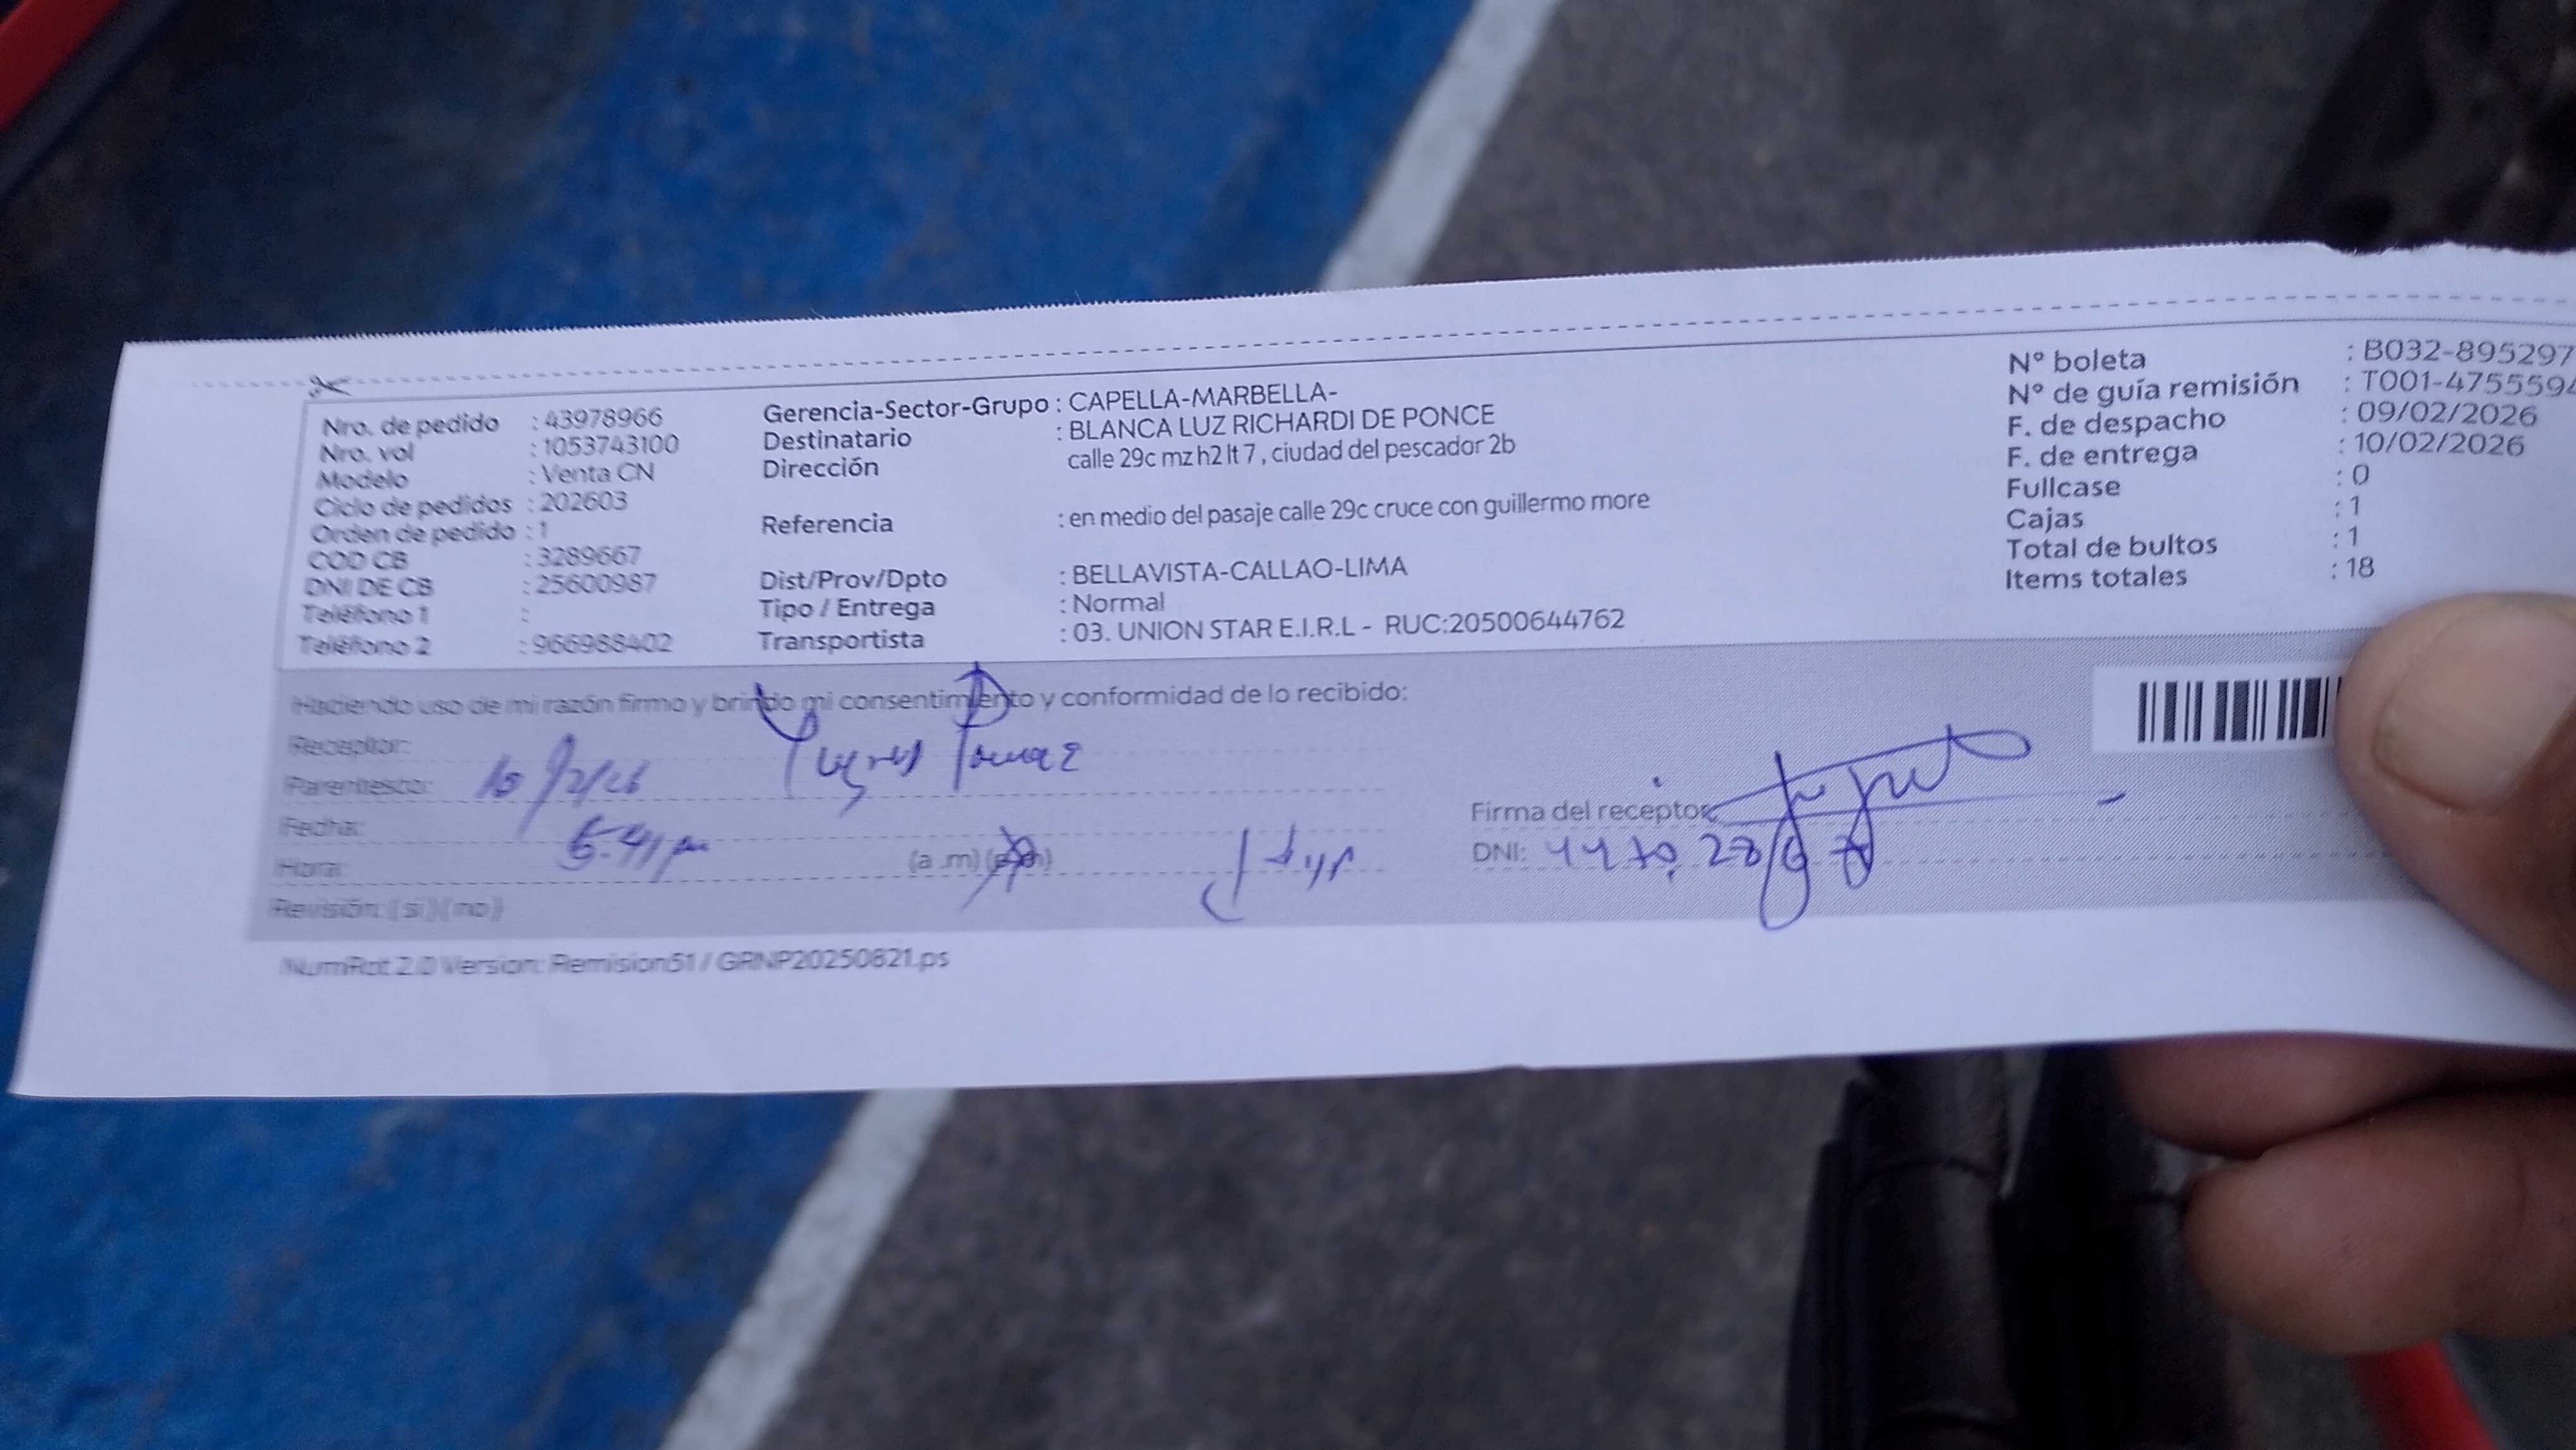 Nro. de pedido : 43978966
Nro. vol : 1053743100
Modelo : Venta CN
Ciclo de pedidos : 202603
Orden de pedido : 1
COD CB : 3289667
DNI DE CB : 25600987
Teléfono 1 :
Teléfono 2 : 966988402
Gerencia-Sector-Grupo : CAPELLA-MARBELLA-
Destinatario : BLANCA LUZ RICHARDI DE PONCE
Dirección calle 29c mz h2 lt 7 , ciudad del pescador 2b
Referencia : en medio del pasaje calle 29c cruce con guillermo more
Dist/Prov/Dpto : BELLAVISTA-CALLAO-LIMA
Tipo / Entrega : Normal
Transportista : 03. UNION STAR E.I.R.L - RUC:20500644762
N° boleta : B032-895297
N° de guía remisión : T001-4755594
F. de despacho : 09/02/2026
F. de entrega : 10/02/2026
Fullcase : 0
Cajas : 1
Total de bultos : 1
Items totales : 18
Haciendo uso de mi razón firmo y brindo mi consentimiento y conformidad de lo recibido:
Receptor:
Parentesco: 10/2/26
Fecha:
Hora: 5-41 pm (a .m) (p.m)
Revisión: ( si ) ( no )
Firma del receptor
DNI:
NumRot 2.0 Version: Remision51 / GRNP20250821.ps